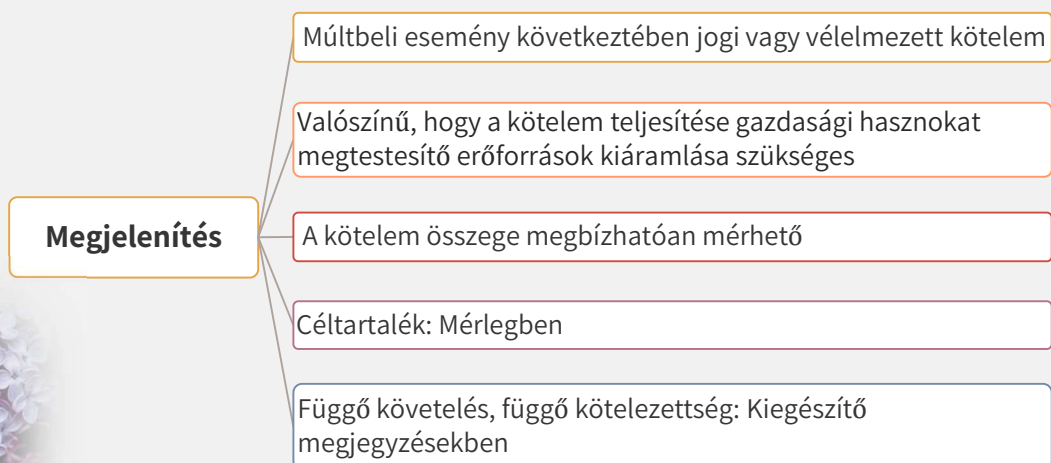 Múltbeli esemény következtében jogi vagy vélelmezett kötelem
Valószínű, hogy a kötelem teljesítése gazdasági hasznokat
megtestesítő erőforrások kiáramlása szükséges
Megjelenítés
A kötelem összege megbízhatóan mérhető
Céltartalék: Mérlegben
Függő követelés, függő kötelezettség: Kiegészítő
megjegyzésekben